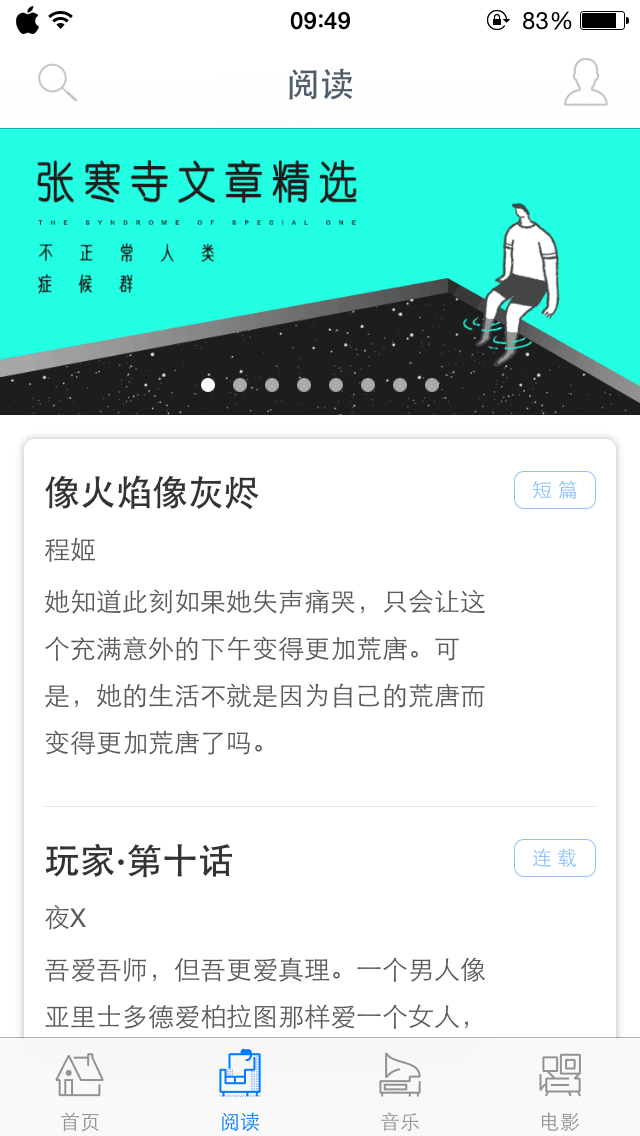 09:49
83%
阅读
张寒寺文章精选
THE SYNDROME OF SPECIAL ONE
不正常人类
症候群
像火焰像灰烬
短篇
程姬
她知道此刻如果她失声痛哭，只会让这
个充满意外的下午变得更加荒唐。可
是，她的生活不就是因为自己的荒唐而
变得更加荒唐了吗。
玩家·第十话
连载
夜X
吾爱吾师，但吾更爱真理。一个男人像
亚里士多德爱柏拉图那样爱一个女人，
首页
阅读
音乐
电影